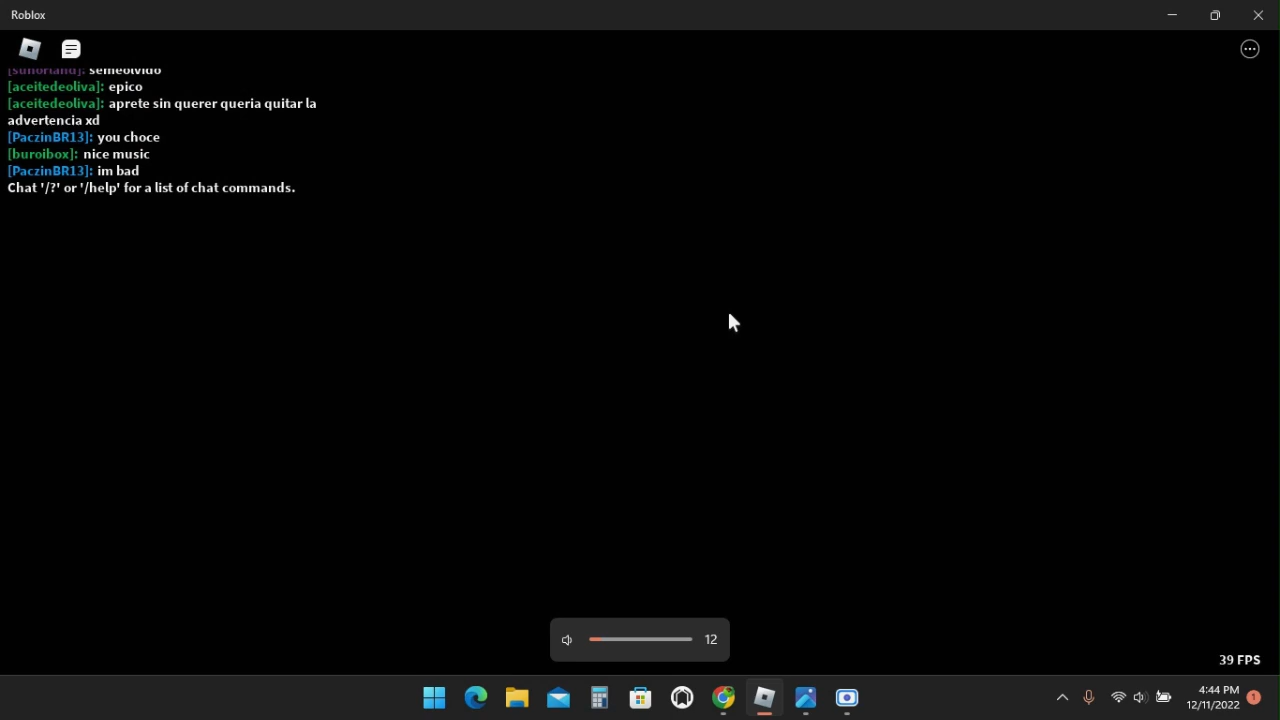 Roblox
[sunorland]: semeolvido
[aceitedeoliva]: epico
[aceitedeoliva]: aprete sin querer queria quitar la
advertencia xd
[PaczinBR13]: you choce
[buroibox]: nice music
[PaczinBR13]: im bad
Chat '/?' or '/help' for a list of chat commands.
12
39 FPS
4:44 PM
12/11/2022
1